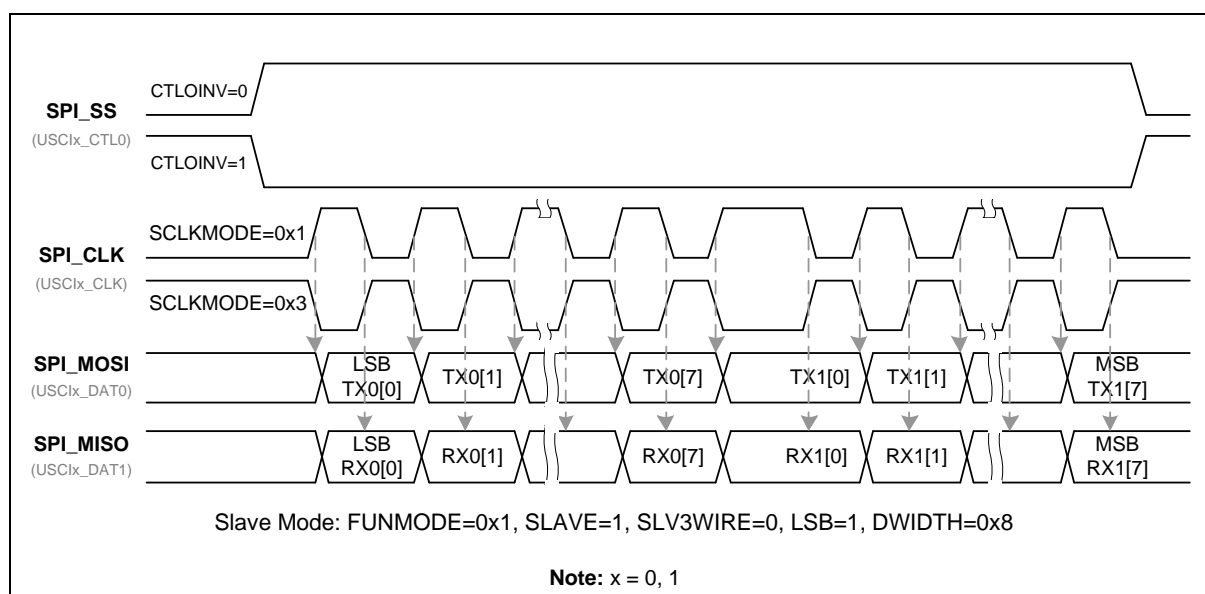 CTLOINV=0
SPI_SS
(USCIx_CTL0)
CTLOINV=1
SCLKMODE=0x1
SPI_CLK
(USCIx_CLK)
SCLKMODE=0x3
SPI_MOSI
(USCIx_DAT0)
LSB
TX0[0]
TX0[1]
TX0[7]
TX1[0]
TX1[1]
MSB
TX1[7]
SPI_MISO
(USCIx_DAT1)
LSB
RX0[0]
RX0[1]
RX0[7]
RX1[0]
RX1[1]
MSB
RX1[7]
Slave Mode: FUNMODE=0x1, SLAVE=1, SLV3WIRE=0, LSB=1, DWIDTH=0x8
Note: x = 0, 1